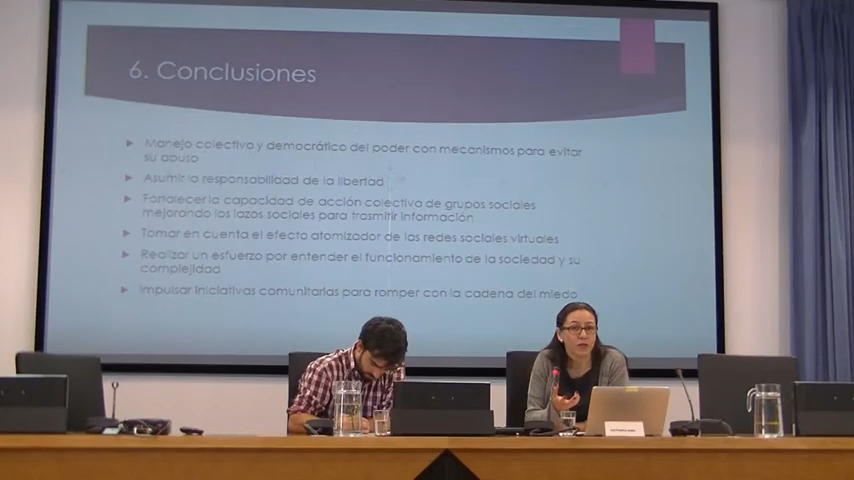 6. Conclusiones
Manejo colectivo y democrático del poder con mecanismos para evitar
su abuso
Asumir la responsabilidad de la libertad
Fortalecer la capacidad de acción colectiva de grupos sociales
mejorando los lazos sociales para trasmitir información
Tomar en cuenta el efecto atomizador de las redes sociales virtuales
Realizar un esfuerzo por entender el funcionamiento de la sociedad y su
complejidad
Impulsar iniciativas comunitarias para romper con la cadena del miedo